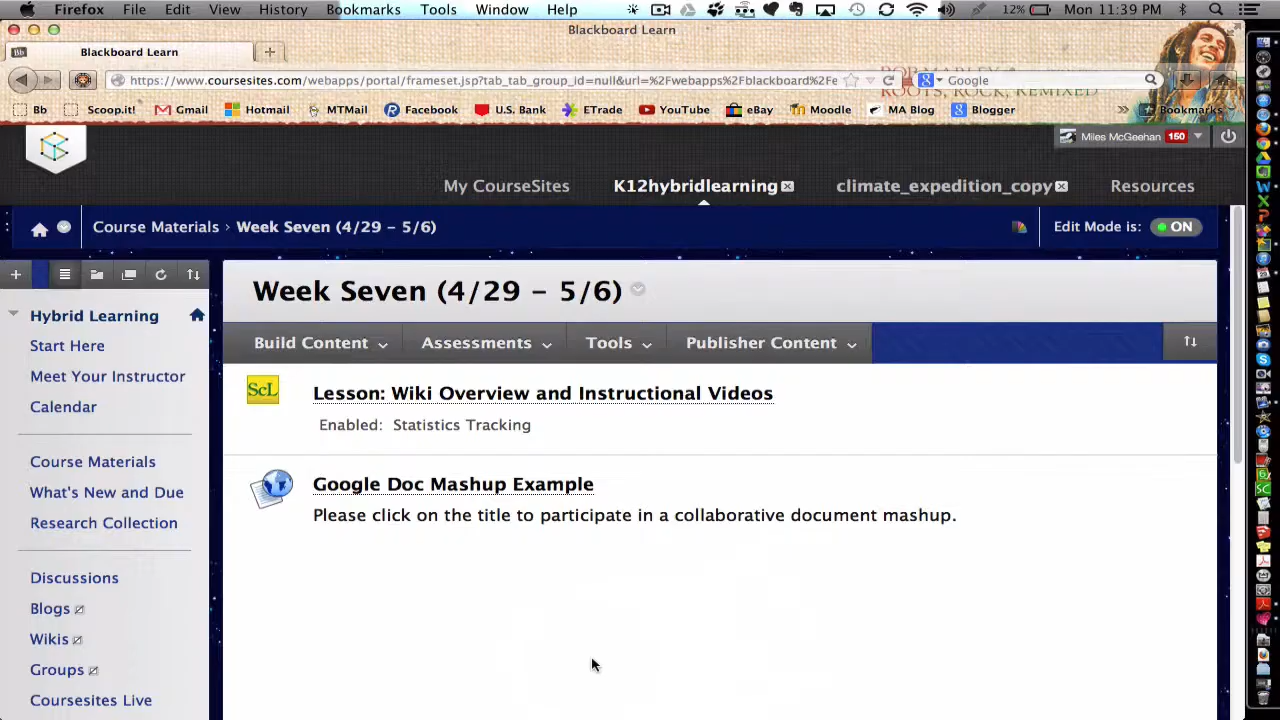 Firefox File Edit View History Bookmarks Tools Window Help 12% Mon 11:39 PM
Blackboard Learn
Bb Blackboard Learn
https://www.coursesites.com/webapps/portal/frameset.jsp?tab_tab_group_id=null&url=%2Fwebapps%2Fblackboard%2Fe Google
ROOTS, ROCK, REMIXED
Bb Scoop.it! Gmail Hotmail MTMail Facebook U.S. Bank ETrade YouTube eBay Moodle MA Blog Blogger Bookmarks
Miles McGeehan 150
My CourseSites K12hybridlearning climate_expedition_copy Resources
Course Materials › Week Seven (4/29 – 5/6) Edit Mode is: ON
Week Seven (4/29 – 5/6)
Build Content Assessments Tools Publisher Content
Hybrid Learning
Start Here
Meet Your Instructor
Calendar
Course Materials
What's New and Due
Research Collection
Discussions
Blogs
Wikis
Groups
Coursesites Live
ScL Lesson: Wiki Overview and Instructional Videos
Enabled: Statistics Tracking
Google Doc Mashup Example
Please click on the title to participate in a collaborative document mashup.